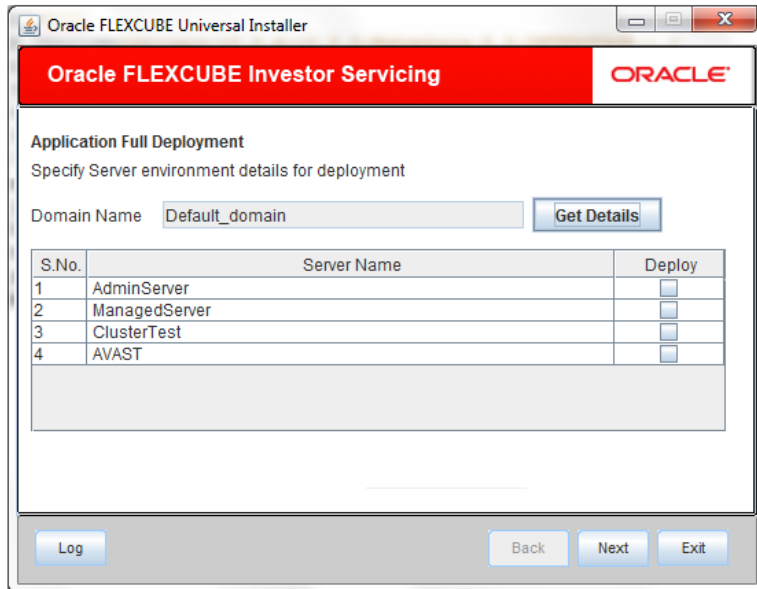 Oracle FLEXCUBE Universal Installer
Oracle FLEXCUBE Investor Servicing ORACLE
Application Full Deployment
Specify Server environment details for deployment
Domain Name Default_domain Get Details
S.No. Server Name Deploy
1 AdminServer
2 ManagedServer
3 ClusterTest
4 AVAST
Log Back Next Exit